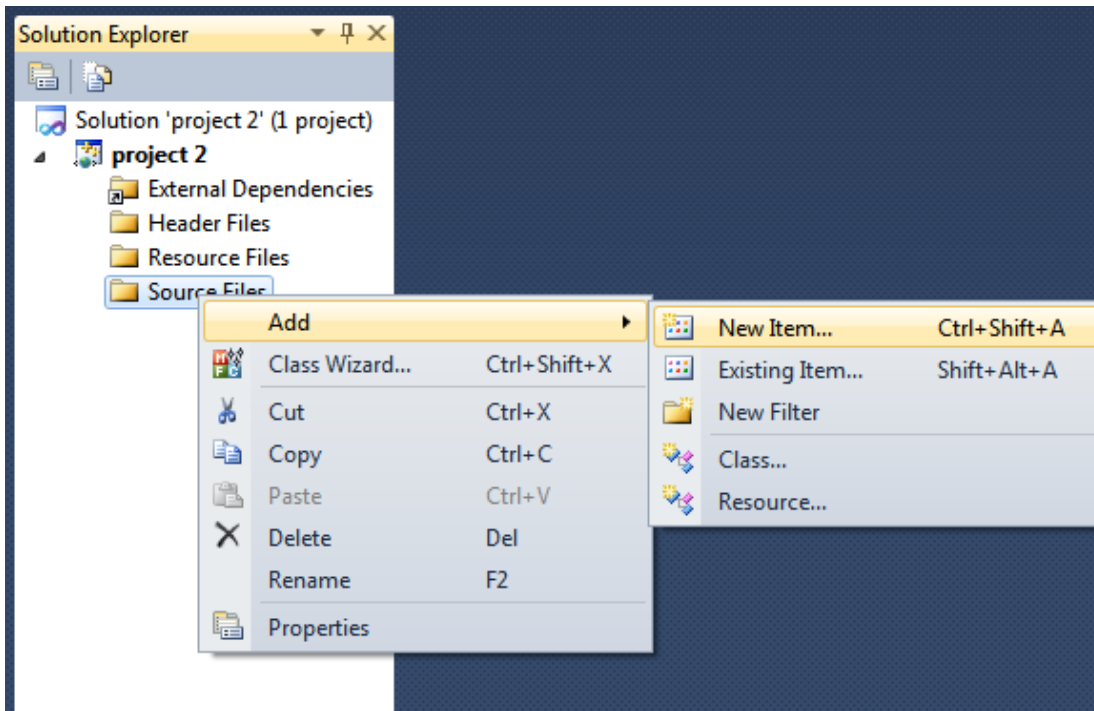 Solution Explorer
Solution 'project 2' (1 project)
project 2
External Dependencies
Header Files
Resource Files
Source Files
Add
Class Wizard... Ctrl+Shift+X
Cut Ctrl+X
Copy Ctrl+C
Paste Ctrl+V
Delete Del
Rename F2
Properties
New Item... Ctrl+Shift+A
Existing Item... Shift+Alt+A
New Filter
Class...
Resource...